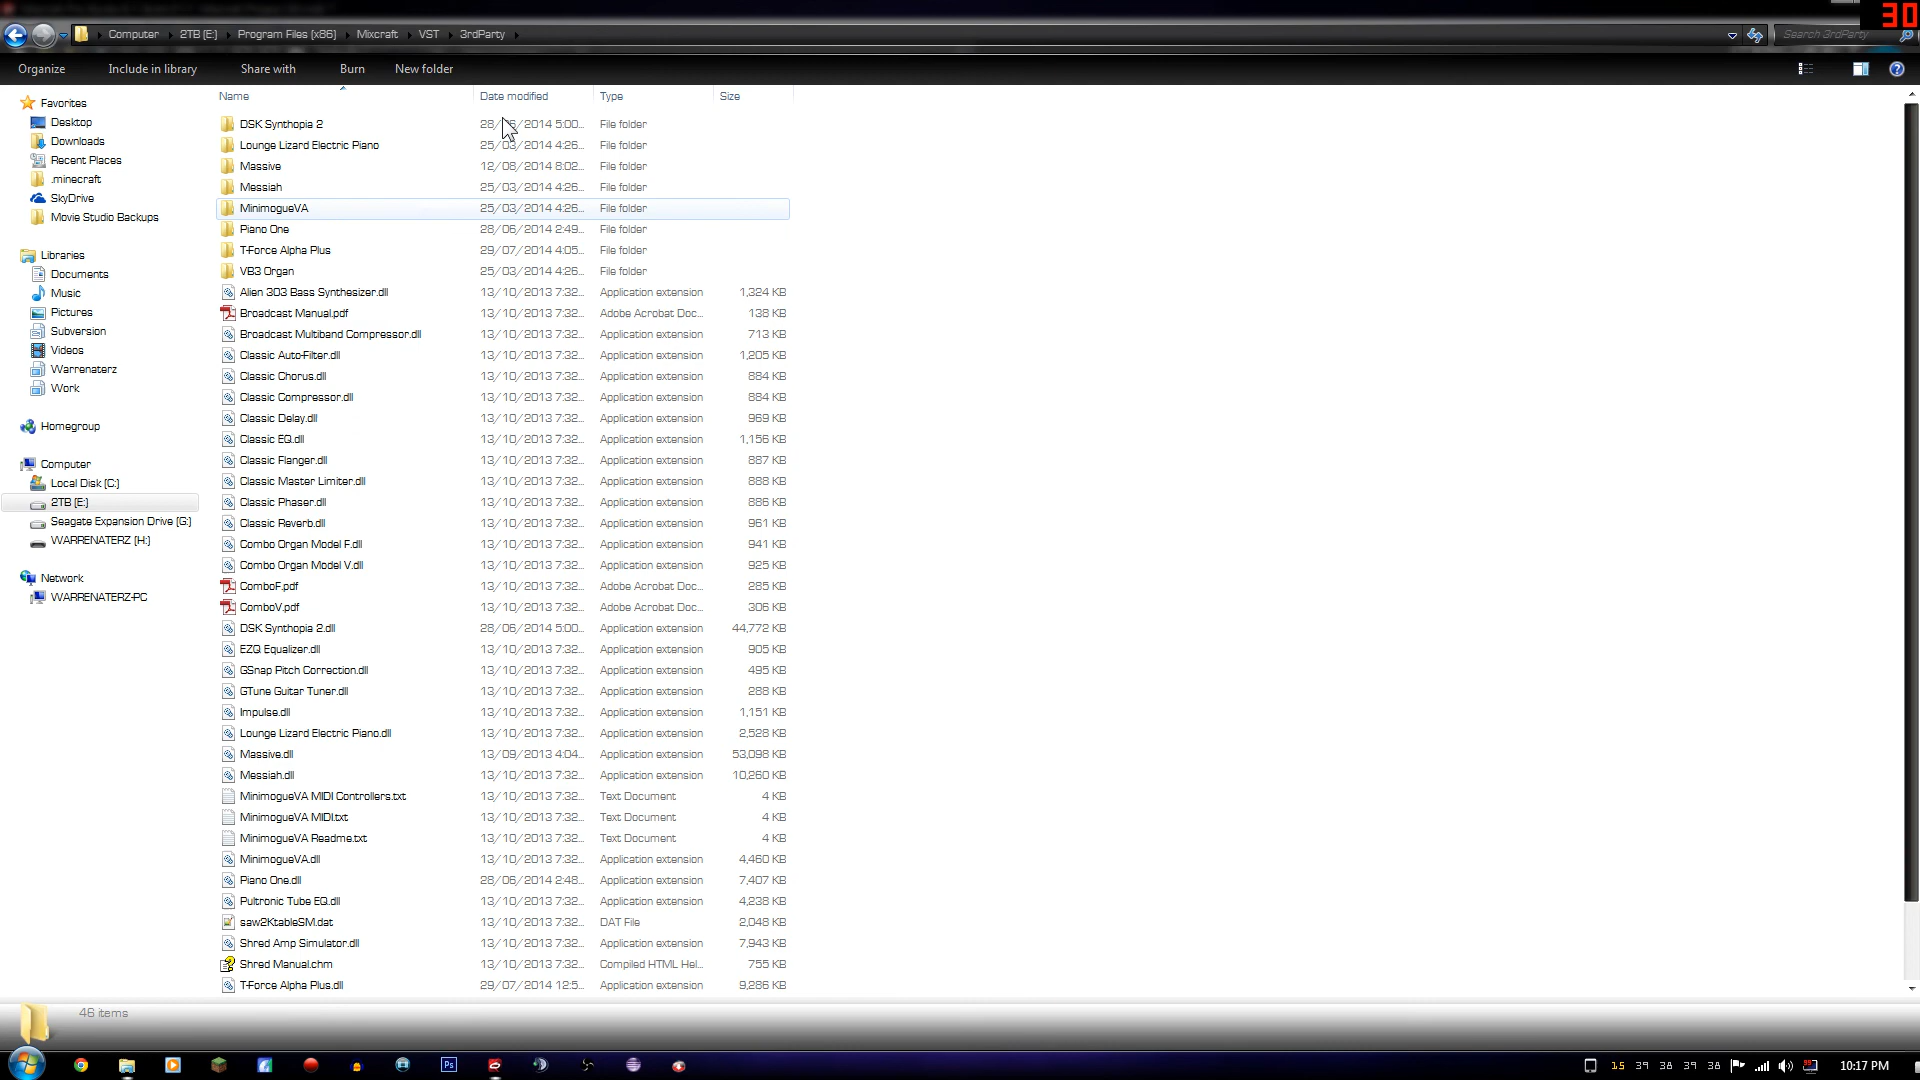 30
Computer 2TB (E:) Program Files (x86) Mixcraft VST 3rdParty
Search 3rdParty
Organize Include in library Share with Burn New folder
Name Date modified Type Size
Favorites
Desktop
Downloads
Recent Places
.minecraft
SkyDrive
Movie Studio Backups
Libraries
Documents
Music
Pictures
Subversion
Videos
Warrenaterz
Work
Homegroup
Computer
Local Disk (C:)
2TB (E:)
Seagate Expansion Drive (G:)
WARRENATERZ (H:)
Network
WARRENATERZ-PC
DSK Synthopia 2 28/06/2014 5:00... File folder
Lounge Lizard Electric Piano 25/03/2014 4:26... File folder
Massive 12/08/2014 8:02... File folder
Messiah 25/03/2014 4:26... File folder
MinimogueVA 25/03/2014 4:26... File folder
Piano One 28/06/2014 2:49... File folder
T-Force Alpha Plus 29/07/2014 4:05... File folder
VB3 Organ 25/03/2014 4:26... File folder
Alien 303 Bass Synthesizer.dll 13/10/2013 7:32... Application extension 1,324 KB
Broadcast Manual.pdf 13/10/2013 7:32... Adobe Acrobat Doc... 138 KB
Broadcast Multiband Compressor.dll 13/10/2013 7:32... Application extension 713 KB
Classic Auto-Filter.dll 13/10/2013 7:32... Application extension 1,205 KB
Classic Chorus.dll 13/10/2013 7:32... Application extension 884 KB
Classic Compressor.dll 13/10/2013 7:32... Application extension 884 KB
Classic Delay.dll 13/10/2013 7:32... Application extension 969 KB
Classic EQ.dll 13/10/2013 7:32... Application extension 1,156 KB
Classic Flanger.dll 13/10/2013 7:32... Application extension 887 KB
Classic Master Limiter.dll 13/10/2013 7:32... Application extension 888 KB
Classic Phaser.dll 13/10/2013 7:32... Application extension 886 KB
Classic Reverb.dll 13/10/2013 7:32... Application extension 961 KB
Combo Organ Model F.dll 13/10/2013 7:32... Application extension 941 KB
Combo Organ Model V.dll 13/10/2013 7:32... Application extension 925 KB
ComboF.pdf 13/10/2013 7:32... Adobe Acrobat Doc... 285 KB
ComboV.pdf 13/10/2013 7:32... Adobe Acrobat Doc... 306 KB
DSK Synthopia 2.dll 28/06/2014 5:00... Application extension 44,772 KB
EZQ Equalizer.dll 13/10/2013 7:32... Application extension 905 KB
GSnap Pitch Correction.dll 13/10/2013 7:32... Application extension 495 KB
GTune Guitar Tuner.dll 13/10/2013 7:32... Application extension 288 KB
Impulse.dll 13/10/2013 7:32... Application extension 1,151 KB
Lounge Lizard Electric Piano.dll 13/10/2013 7:32... Application extension 2,528 KB
Massive.dll 13/09/2013 4:04... Application extension 53,098 KB
Messiah.dll 13/10/2013 7:32... Application extension 10,260 KB
MinimogueVA MIDI Controllers.txt 13/10/2013 7:32... Text Document 4 KB
MinimogueVA MIDI.txt 13/10/2013 7:32... Text Document 4 KB
MinimogueVA Readme.txt 13/10/2013 7:32... Text Document 4 KB
MinimogueVA.dll 13/10/2013 7:32... Application extension 4,460 KB
Piano One.dll 28/06/2014 2:48... Application extension 7,407 KB
Pultronic Tube EQ.dll 13/10/2013 7:32... Application extension 4,238 KB
saw2KtableSM.dat 13/10/2013 7:32... DAT File 2,048 KB
Shred Amp Simulator.dll 13/10/2013 7:32... Application extension 7,943 KB
Shred Manual.chm 13/10/2013 7:32... Compiled HTML Hel... 755 KB
T-Force Alpha Plus.dll 29/07/2014 12:5... Application extension 9,286 KB
46 items
Ps
15 39 38 39 38 10:17 PM